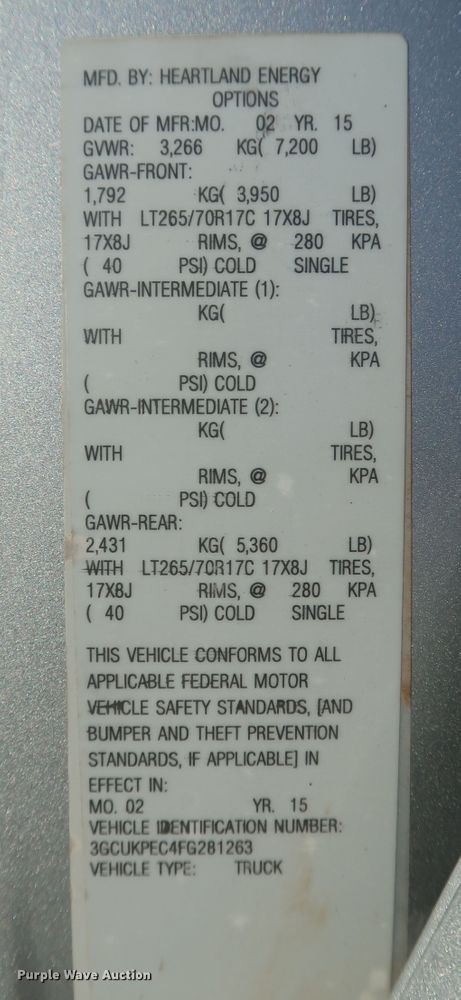 MFD. BY: HEARTLAND ENERGY
OPTIONS
DATE OF MFR:MO. 02 YR. 15
GVWR: 3,266 KG( 7,200 LB)
GAWR-FRONT:
1,792 KG( 3,950 LB)
WITH LT265/70R17C 17X8J TIRES,
17X8J RIMS, @ 280 KPA
( 40 PSI) COLD SINGLE
GAWR-INTERMEDIATE (1):
KG( LB)
WITH TIRES,
RIMS, @ KPA
( PSI) COLD
GAWR-INTERMEDIATE (2):
KG( LB)
WITH TIRES,
RIMS, @ KPA
( PSI) COLD
GAWR-REAR:
2,431 KG( 5,360 LB)
WITH LT265/70R17C 17X8J TIRES,
17X8J RIMS, @ 280 KPA
( 40 PSI) COLD SINGLE
THIS VEHICLE CONFORMS TO ALL
APPLICABLE FEDERAL MOTOR
VEHICLE SAFETY STANDARDS, [AND
BUMPER AND THEFT PREVENTION
STANDARDS, IF APPLICABLE] IN
EFFECT IN:
MO. 02 YR. 15
VEHICLE IDENTIFICATION NUMBER:
3GCUKPEC4FG281263
VEHICLE TYPE: TRUCK
Purple Wave Auction